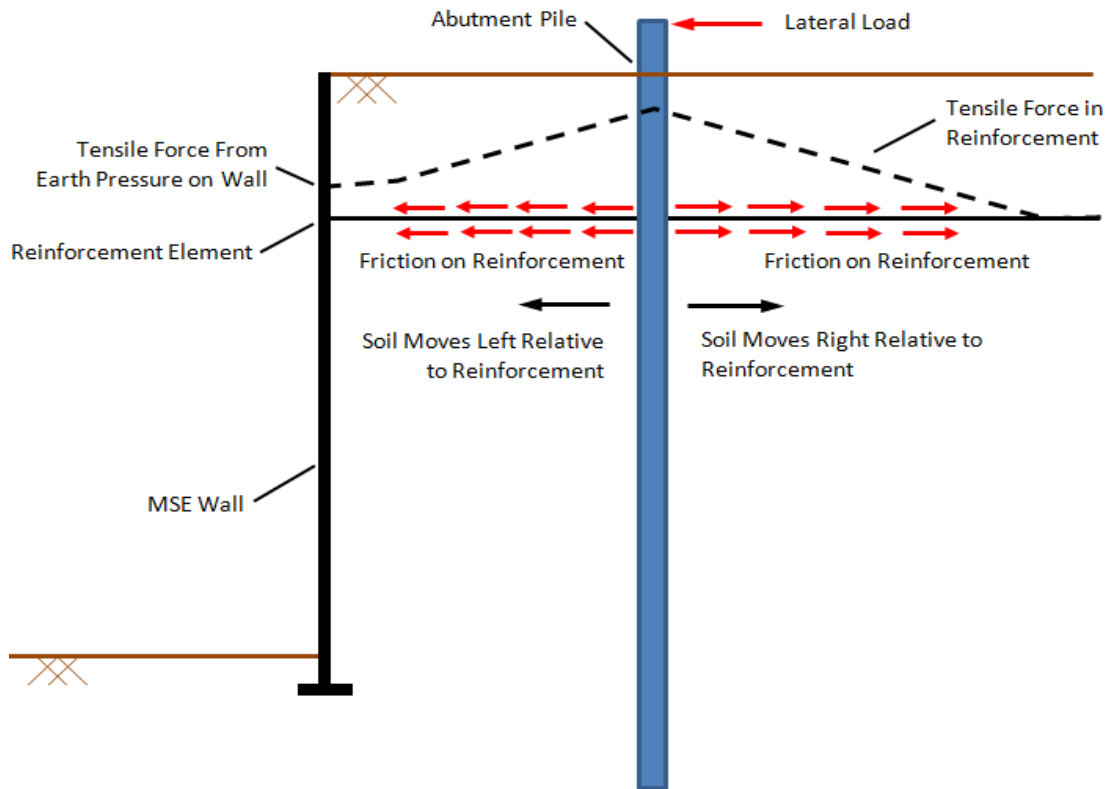 Abutment Pile
Lateral Load
Tensile Force in
Reinforcement
Tensile Force From
Earth Pressure on Wall
Reinforcement Element
Friction on Reinforcement
Friction on Reinforcement
Soil Moves Left Relative
to Reinforcement
Soil Moves Right Relative to
Reinforcement
MSE Wall